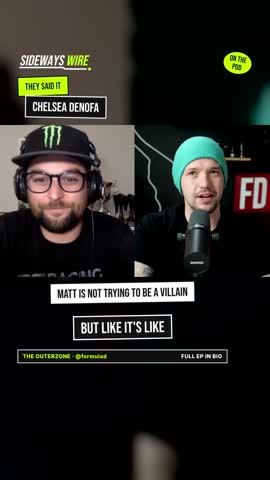 SIDEWAYS WIRE.
ON THE
POD
THEY SAID IT
CHELSEA DENOFA
FD
RACING
MATT IS NOT TRYING TO BE A VILLAIN
BUT LIKE IT'S LIKE
THE OUTERZONE - @formulad
FULL EP IN BIO